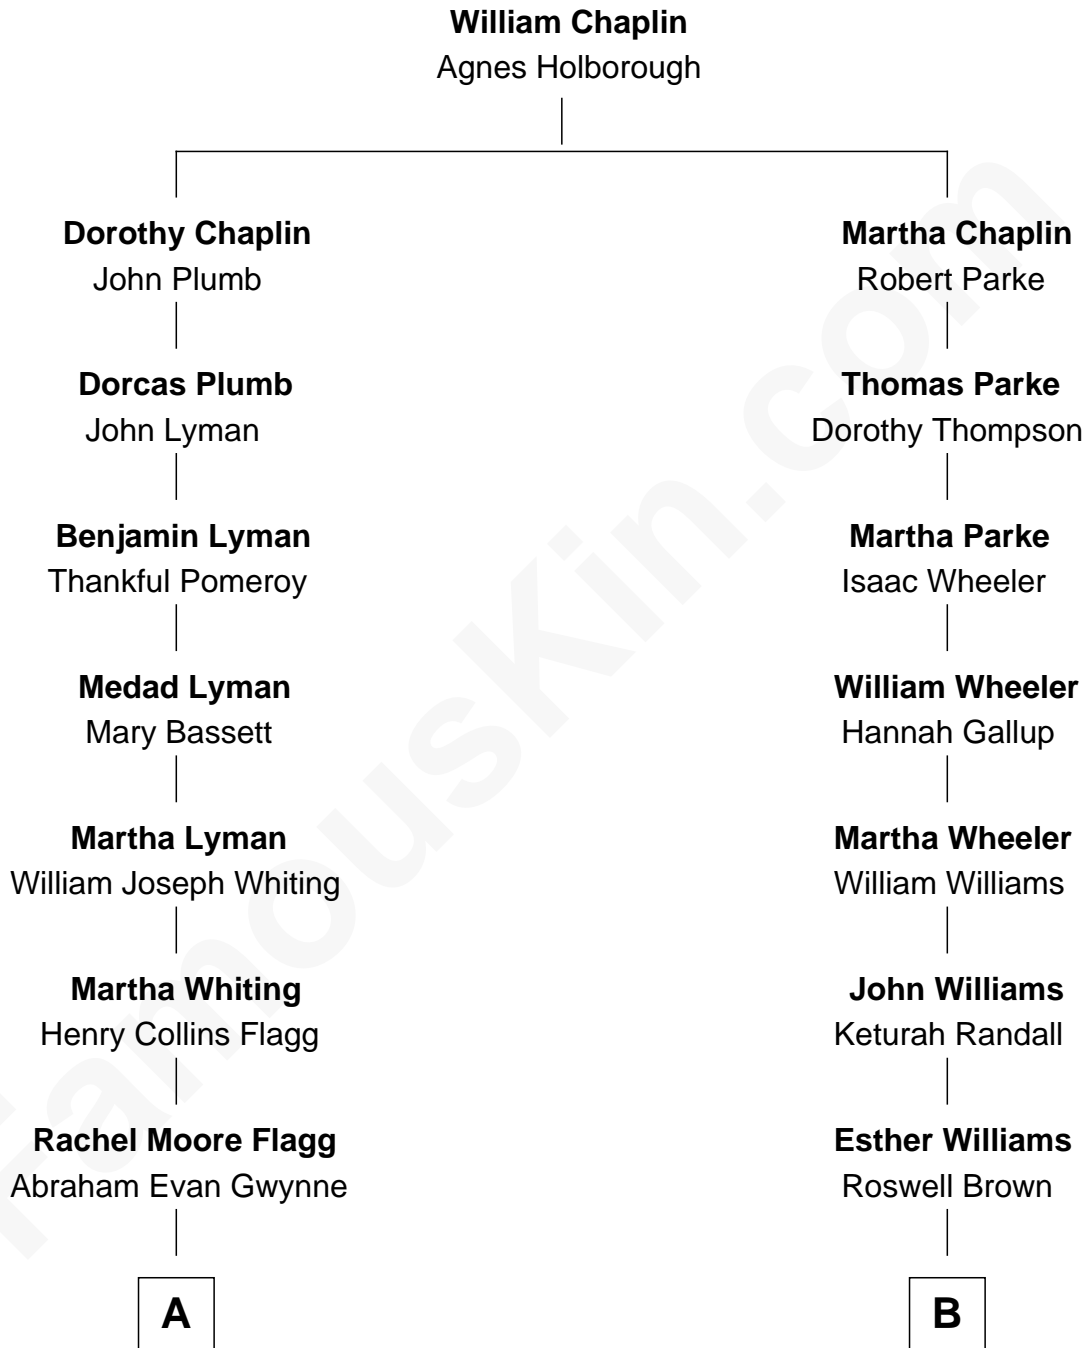 William Chaplin
Agnes Holborough
Dorothy Chaplin
John Plumb
Dorcas Plumb
John Lyman
Benjamin Lyman
Thankful Pomeroy
Medad Lyman
Mary Bassett
Martha Lyman
William Joseph Whiting
Martha Whiting
Henry Collins Flagg
Rachel Moore Flagg
Abraham Evan Gwynne
A
Martha Chaplin
Robert Parke
Thomas Parke
Dorothy Thompson
Martha Parke
Isaac Wheeler
William Wheeler
Hannah Gallup
Martha Wheeler
William Williams
John Williams
Keturah Randall
Esther Williams
Roswell Brown
B
FamousKin.com